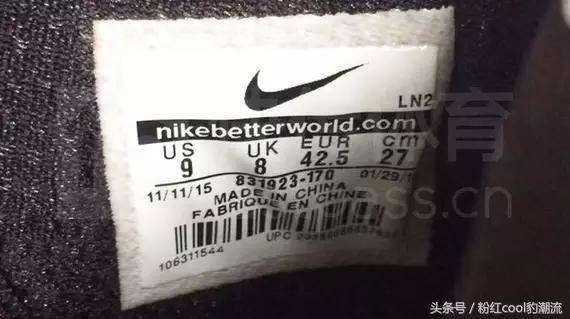 LN2
nikebetterworld.com
US UK EUR cm
9 8 42.5 27
11/11/15 831923-170
MADE IN CHINA
FABRIQUE EN CHINE
UPC
106311544
头条号 / 粉红cool豹潮流